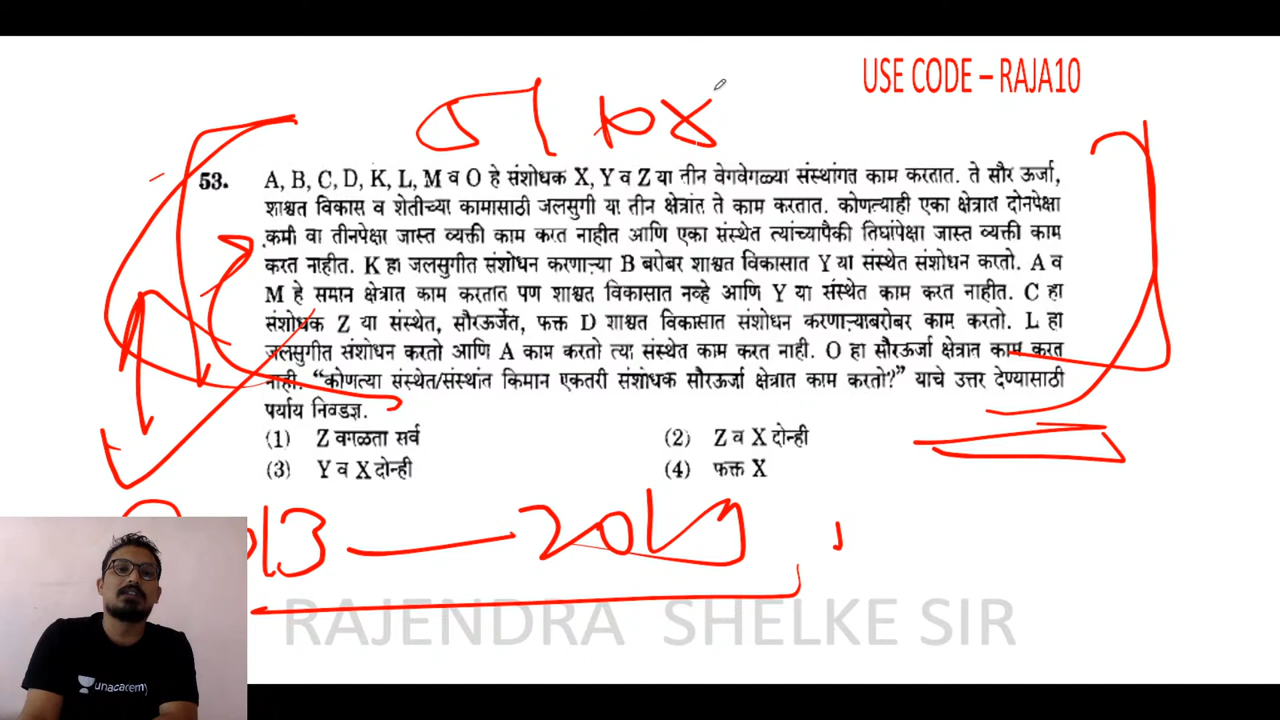 USE CODE – RAJA10
53. A, B, C, D, K, L, M व O हे संशोधक X, Y व Z या तीन वेगवेगळ्या संस्थांगत काम करतात. ते सौर ऊर्जा,
शाश्वत विकास व शेतीच्या कामासाठी जलसुगी या तीन क्षेत्रांत ते काम करतात. कोणत्याही एका क्षेत्रात दोनपेक्षा
कमी वा तीनपेक्षा जास्त व्यक्ती काम करत नाहीत आणि एका संस्थेत त्यांच्यापैकी तिघांपेक्षा जास्त व्यक्ती काम
करत नाहीत. K हा जलसुगीत संशोधन करणाऱ्या B बरोबर शाश्वत विकासात Y या संस्थेत संशोधन करतो. A व
M हे समान क्षेत्रात काम करतात पण शाश्वत विकासात नव्हे आणि Y या संस्थेत काम करत नाहीत. C हा
संशोधक Z या संस्थेत, सौरऊर्जेत, फक्त D शाश्वत विकासात संशोधन करणाऱ्याबरोबर काम करतो. L हा
जलसुगीत संशोधन करतो आणि A काम करतो त्या संस्थेत काम करत नाही. O हा सौरऊर्जा क्षेत्रात काम करत
नाही. “कोणत्या संस्थेत/संस्थांत किमान एकतरी संशोधक सौरऊर्जा क्षेत्रात काम करतो?” याचे उत्तर देण्यासाठी
पर्याय निवडा.
(1) Z वगळता सर्व (2) Z व X दोन्ही
(3) Y व X दोन्ही (4) फक्त X
13 — 2019
RAJENDRA SHELKE SIR
unacademy